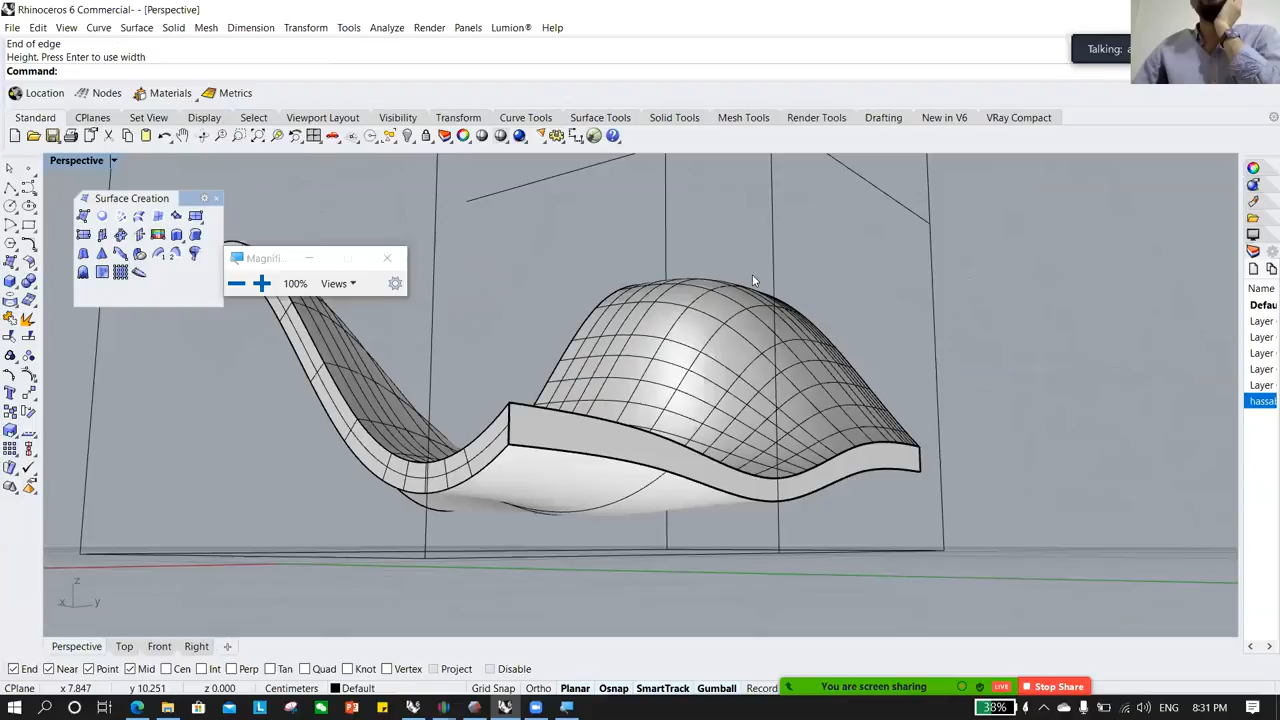 Rhinoceros 6 Commercial- - [Perspective]
File Edit View Curve Surface Solid Mesh Dimension Transform Tools Analyze Render Panels Lumion® Help
End of edge
Height. Press Enter to use width
Command:
Talking: a
Location Nodes Materials Metrics
Standard CPlanes Set View Display Select Viewport Layout Visibility Transform Curve Tools Surface Tools Solid Tools Mesh Tools Render Tools Drafting New in V6 VRay Compact
Perspective
Surface Creation
Magnifi...
100% Views
Name
Defau
Layer
Layer
Layer
Layer
Layer
hassal
z
x y
Perspective Top Front Right
End Near Point Mid Cen Int Perp Tan Quad Knot Vertex Project Disable
CPlane x 7.847 y 10.251 z 0.000 Centimeters Default Grid Snap Ortho Planar Osnap SmartTrack Gumball Record
You are screen sharing LIVE Stop Share
38% ENG 8:31 PM